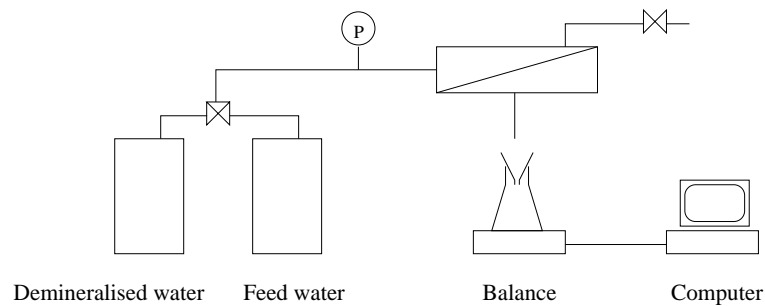 P
Demineralised water
Feed water
Balance
Computer